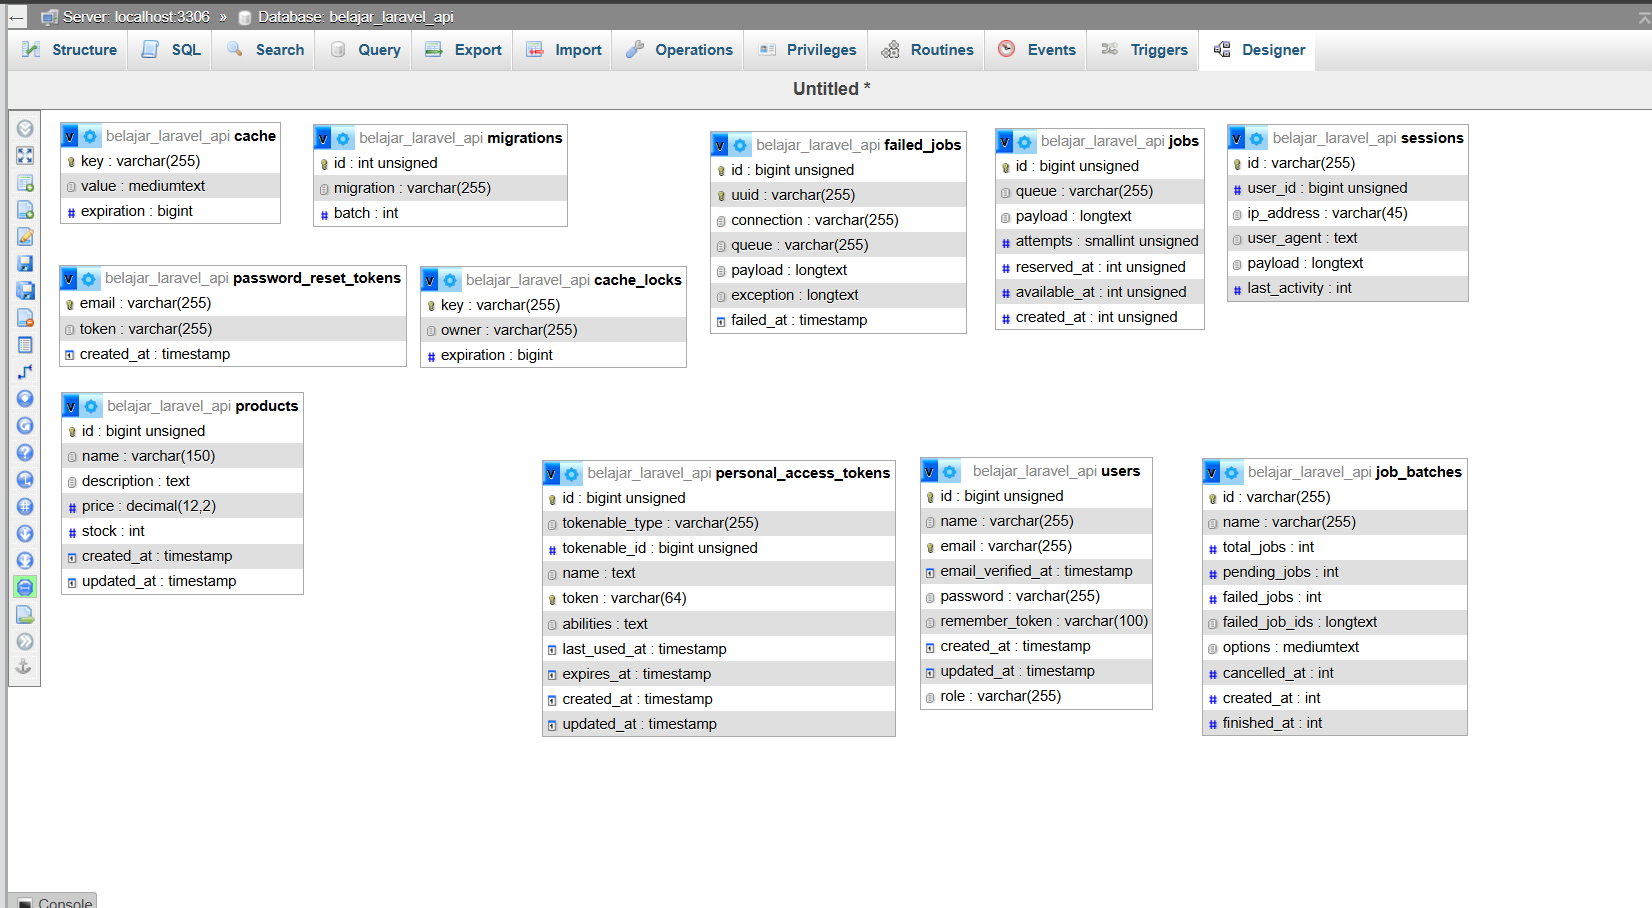 Server: localhost:3306 » Database: belajar_laravel_api
Structure SQL Search Query Export Import Operations Privileges Routines Events Triggers Designer
Untitled *
v belajar_laravel_api cache
key : varchar(255)
value : mediumtext
expiration : bigint
v belajar_laravel_api migrations
id : int unsigned
migration : varchar(255)
batch : int
v belajar_laravel_api failed_jobs
id : bigint unsigned
uuid : varchar(255)
connection : varchar(255)
queue : varchar(255)
payload : longtext
exception : longtext
failed_at : timestamp
v belajar_laravel_api jobs
id : bigint unsigned
queue : varchar(255)
payload : longtext
# attempts : smallint unsigned
# reserved_at : int unsigned
# available_at : int unsigned
# created_at : int unsigned
v belajar_laravel_api sessions
id : varchar(255)
# user_id : bigint unsigned
ip_address : varchar(45)
user_agent : text
payload : longtext
# last_activity : int
v belajar_laravel_api password_reset_tokens
email : varchar(255)
token : varchar(255)
created_at : timestamp
v belajar_laravel_api cache_locks
key : varchar(255)
owner : varchar(255)
# expiration : bigint
v belajar_laravel_api products
id : bigint unsigned
name : varchar(150)
description : text
# price : decimal(12,2)
# stock : int
created_at : timestamp
updated_at : timestamp
v belajar_laravel_api personal_access_tokens
id : bigint unsigned
tokenable_type : varchar(255)
# tokenable_id : bigint unsigned
name : text
token : varchar(64)
abilities : text
last_used_at : timestamp
expires_at : timestamp
created_at : timestamp
updated_at : timestamp
v belajar_laravel_api users
id : bigint unsigned
name : varchar(255)
email : varchar(255)
email_verified_at : timestamp
password : varchar(255)
remember_token : varchar(100)
created_at : timestamp
updated_at : timestamp
role : varchar(255)
v belajar_laravel_api job_batches
id : varchar(255)
name : varchar(255)
# total_jobs : int
# pending_jobs : int
# failed_jobs : int
failed_job_ids : longtext
options : mediumtext
# cancelled_at : int
# created_at : int
# finished_at : int
Console